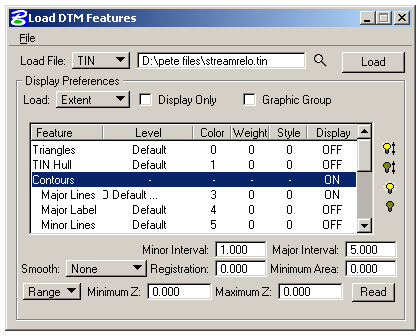 Load DTM Features
File
Load File: TIN D:\pete files\streamrelo.tin Load
Display Preferences
Load: Extent Display Only Graphic Group
Feature Level Color Weight Style Display
Triangles Default 0 0 0 OFF
TIN Hull Default 1 0 0 OFF
Contours - - - - ON
Major Lines Default ... 3 0 0 ON
Major Label Default 4 0 0 OFF
Minor Lines Default 5 0 0 OFF
Minor Interval: 1.000 Major Interval: 5.000
Smooth: None Registration: 0.000 Minimum Area: 0.000
Range Minimum Z: 0.000 Maximum Z: 0.000 Read